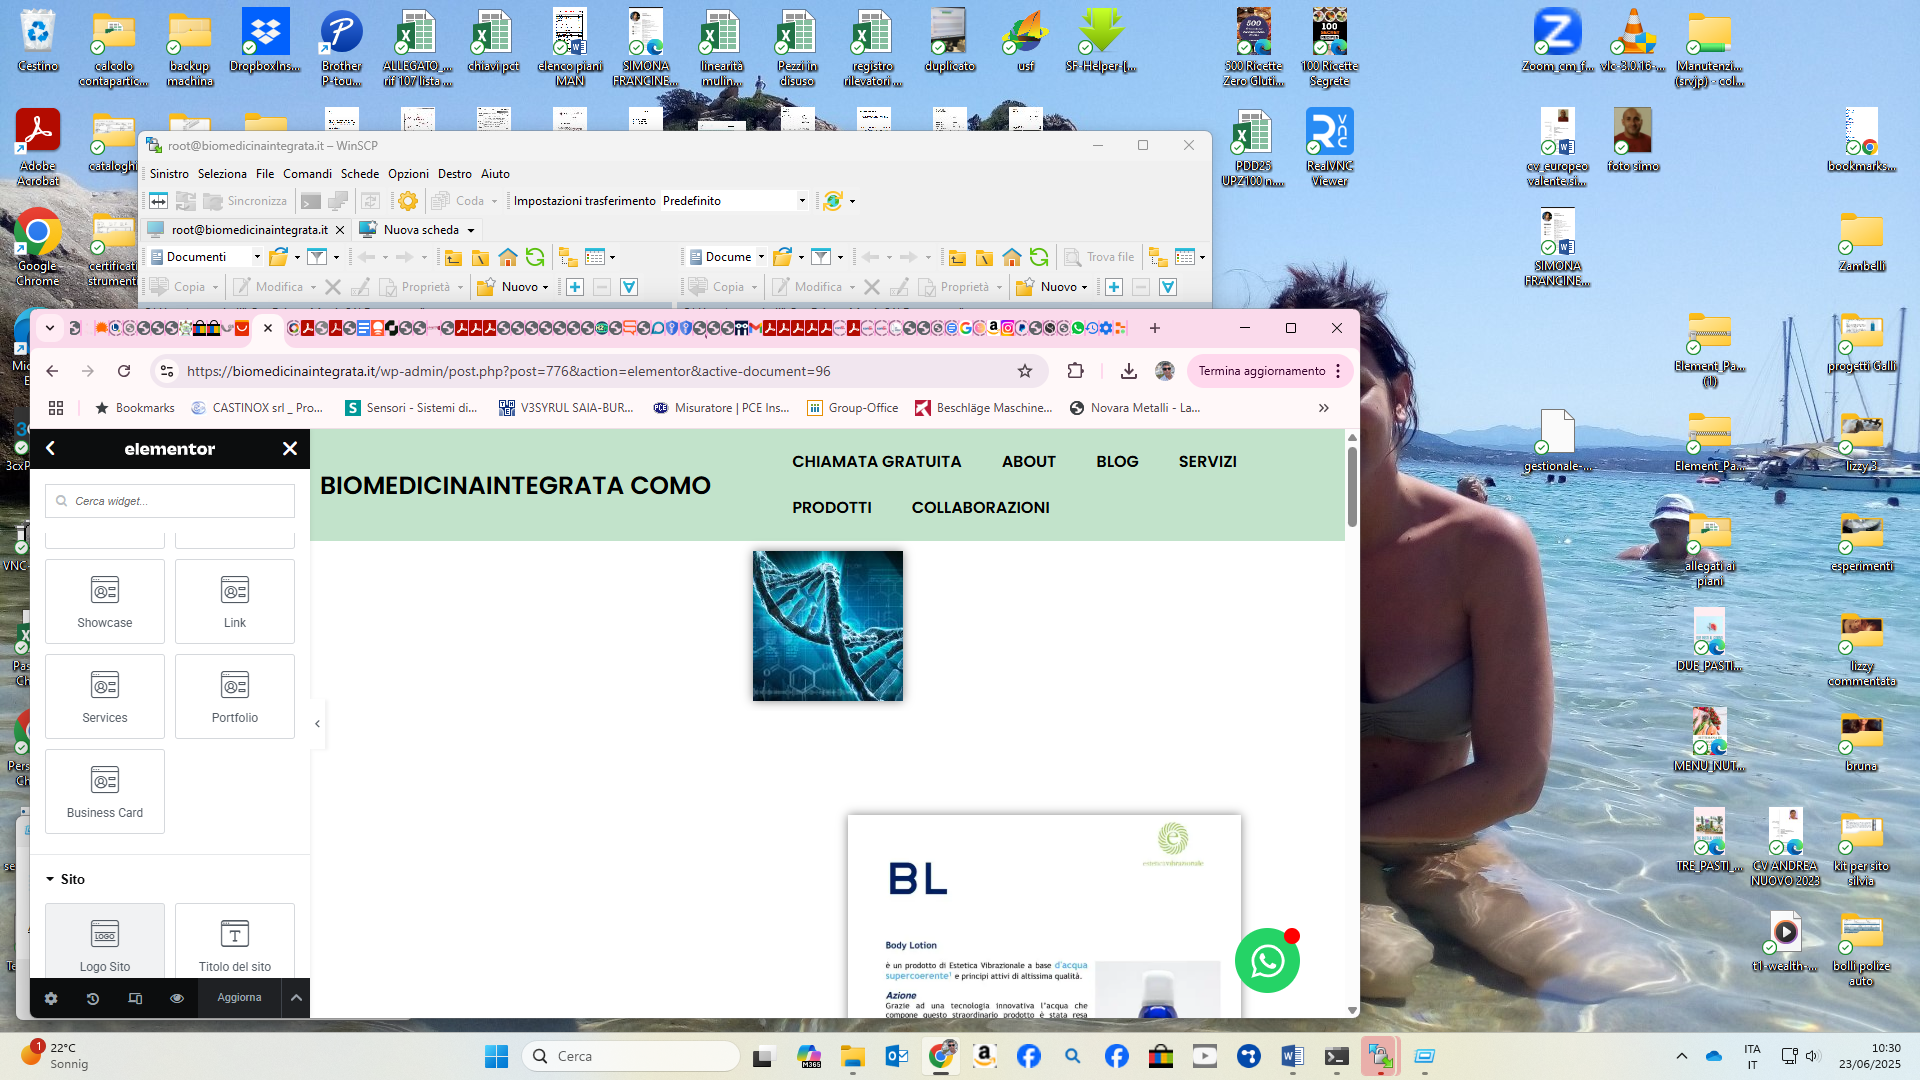 Cestino
calcolo contapartic...
backup macchina
DropboxIns...
Brother P-tou...
ALLEGATO_... rif 107 lista ...
chiavi pct
elenco piani MAN
SIMONA FRANCINE...
linearità mulin...
Pezzi in disuso
registro rilevatori ...
duplicato
usf
SF-Helper-[...
500 Ricette Zero Gluti...
100 Ricette Segrete
Zoom_cm_f...
vlc-3.0.16-...
Manutenzi... (srvjp) - col...
Adobe Acrobat
cataloghi
PDD25 UPZ100 n....
RealVNC Viewer
cv_europeo valente.si...
foto simo
bookmarks...
Google Chrome
certificati strumenti
SIMONA FRANCINE...
Zambelli
Element_Pa... (1)
progetti Galli
gestionale-...
Element_Pa...
lizzy 3
allegati ai piani
esperimenti
DUE_PASTI...
lizzy commentata
MENU_NUT...
bruna
TRE_PASTI_...
CV ANDREA NUOVO 2023
kit per sito silvia
t1-wealth-...
bolli polizze auto
root@biomedicinaintegrata.it – WinSCP
Sinistro Seleziona File Comandi Schede Opzioni Destro Aiuto
Sincronizza Coda Impostazioni trasferimento Predefinito
root@biomedicinaintegrata.it Nuova scheda
Documenti Docume Trova file
Copia Modifica Proprietà Nuovo Copia Modifica Proprietà Nuovo
https://biomedicinaintegrata.it/wp-admin/post.php?post=776&action=elementor&active-document=96
Termina aggiornamento
Bookmarks CASTINOX srl _ Pro... Sensori - Sistemi di... V3SYRUL SAIA-BUR... Misuratore | PCE Ins... Group-Office Beschläge Maschine... Novara Metalli - La...
elementor
Cerca widget...
Showcase Link
Services Portfolio
Business Card
Sito
LOGO
Logo Sito Titolo del sito
Aggiorna
BIOMEDICINAINTEGRATA COMO
CHIAMATA GRATUITA ABOUT BLOG SERVIZI
PRODOTTI COLLABORAZIONI
esteticavibrazionale
BL
Body Lotion
è un prodotto di Estetica Vibrazionale a base d'acqua
supercoerente¹ e principi attivi di altissima qualità.
Azione
Grazie ad una tecnologia innovativa l'acqua che
compone questo straordinario prodotto è stata resa
1
22°C
Sonnig
Cerca
M365
ITA
IT
10:30
23/06/2025